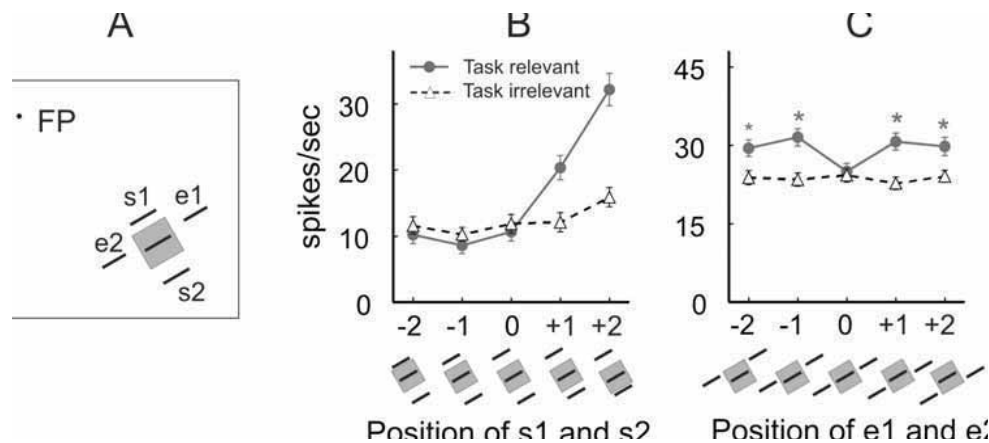 A
FP
s1
e1
e2
s2
B
Task relevant
Task irrelevant
spikes/sec
30
20
10
0
-2 -1 0 +1 +2
Position of s1 and s2
C
45
30
15
0
* * * *
-2 -1 0 +1 +2
Position of e1 and e2